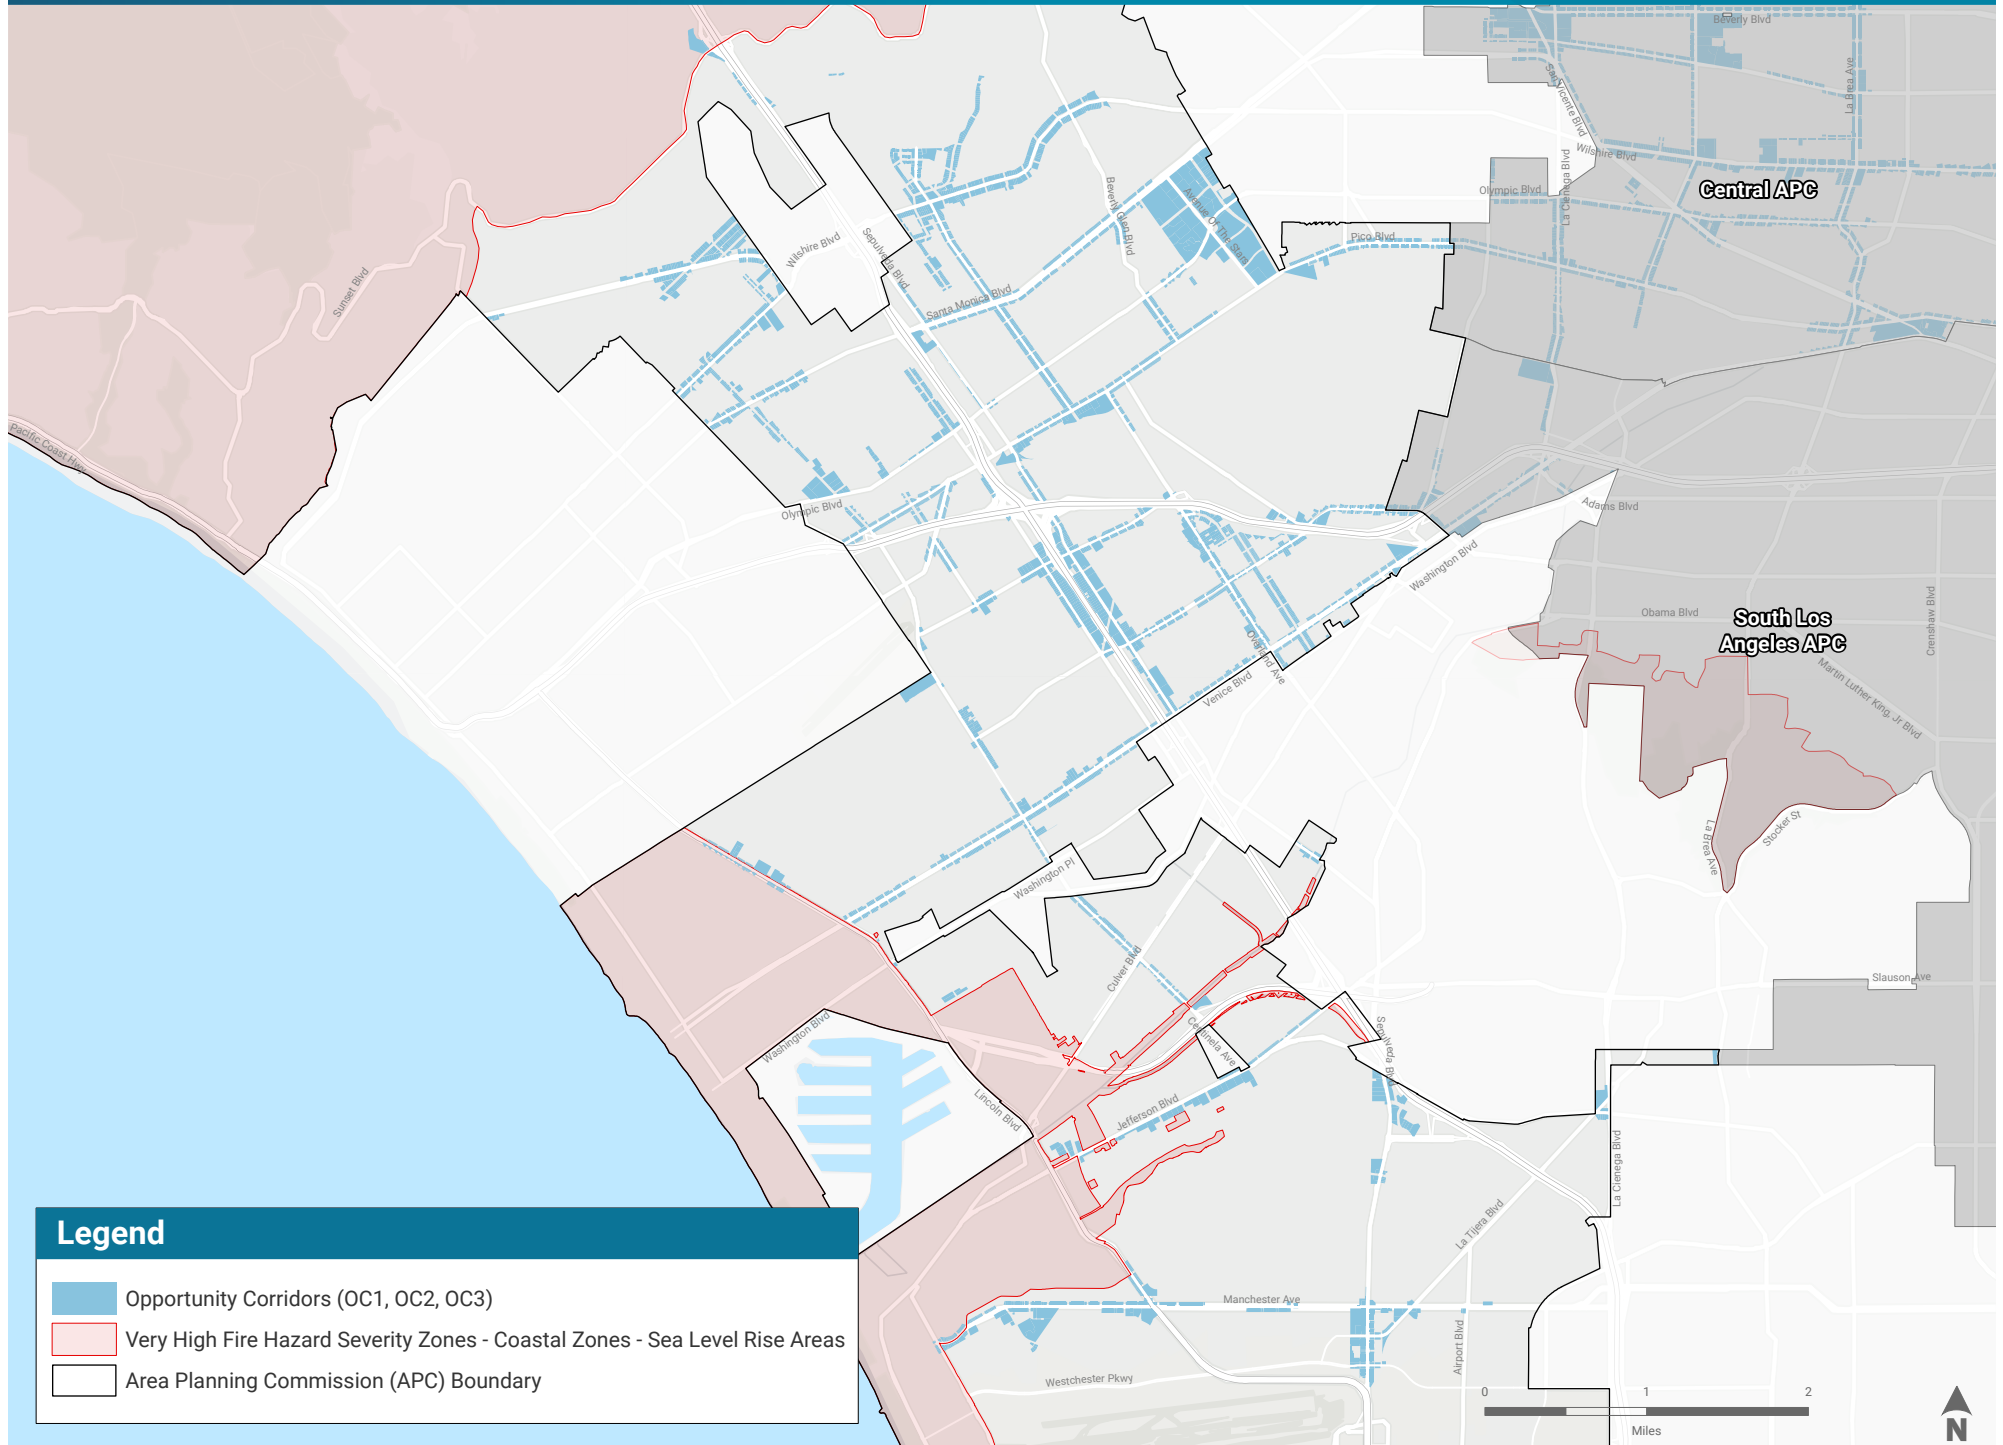 Beverly Blvd
San Vicente Blvd
La Brea Ave
Wilshire Blvd
Central APC
Olympic Blvd
La Cienega Blvd
Beverly Glen Blvd
Avenue Of The Stars
Pico Blvd
Wilshire Blvd
Sepulveda Blvd
Sunset Blvd
Santa Monica Blvd
Pacific Coast Hwy
Olympic Blvd
Adams Blvd
Washington Blvd
Obama Blvd
Crenshaw Blvd
South Los
Angeles APC
Martin Luther King, Jr Blvd
Overland Ave
Venice Blvd
La Brea Ave
Stocker St
Washington Pl
Culver Blvd
Slauson Ave
Washington Blvd
Centinela Ave
Sepulveda Blvd
Lincoln Blvd
Jefferson Blvd
La Cienega Blvd
La Tijera Blvd
Manchester Ave
Airport Blvd
Westchester Pkwy
Legend
Opportunity Corridors (OC1, OC2, OC3)
Very High Fire Hazard Severity Zones - Coastal Zones - Sea Level Rise Areas
Area Planning Commission (APC) Boundary
0 1 2
Miles
N